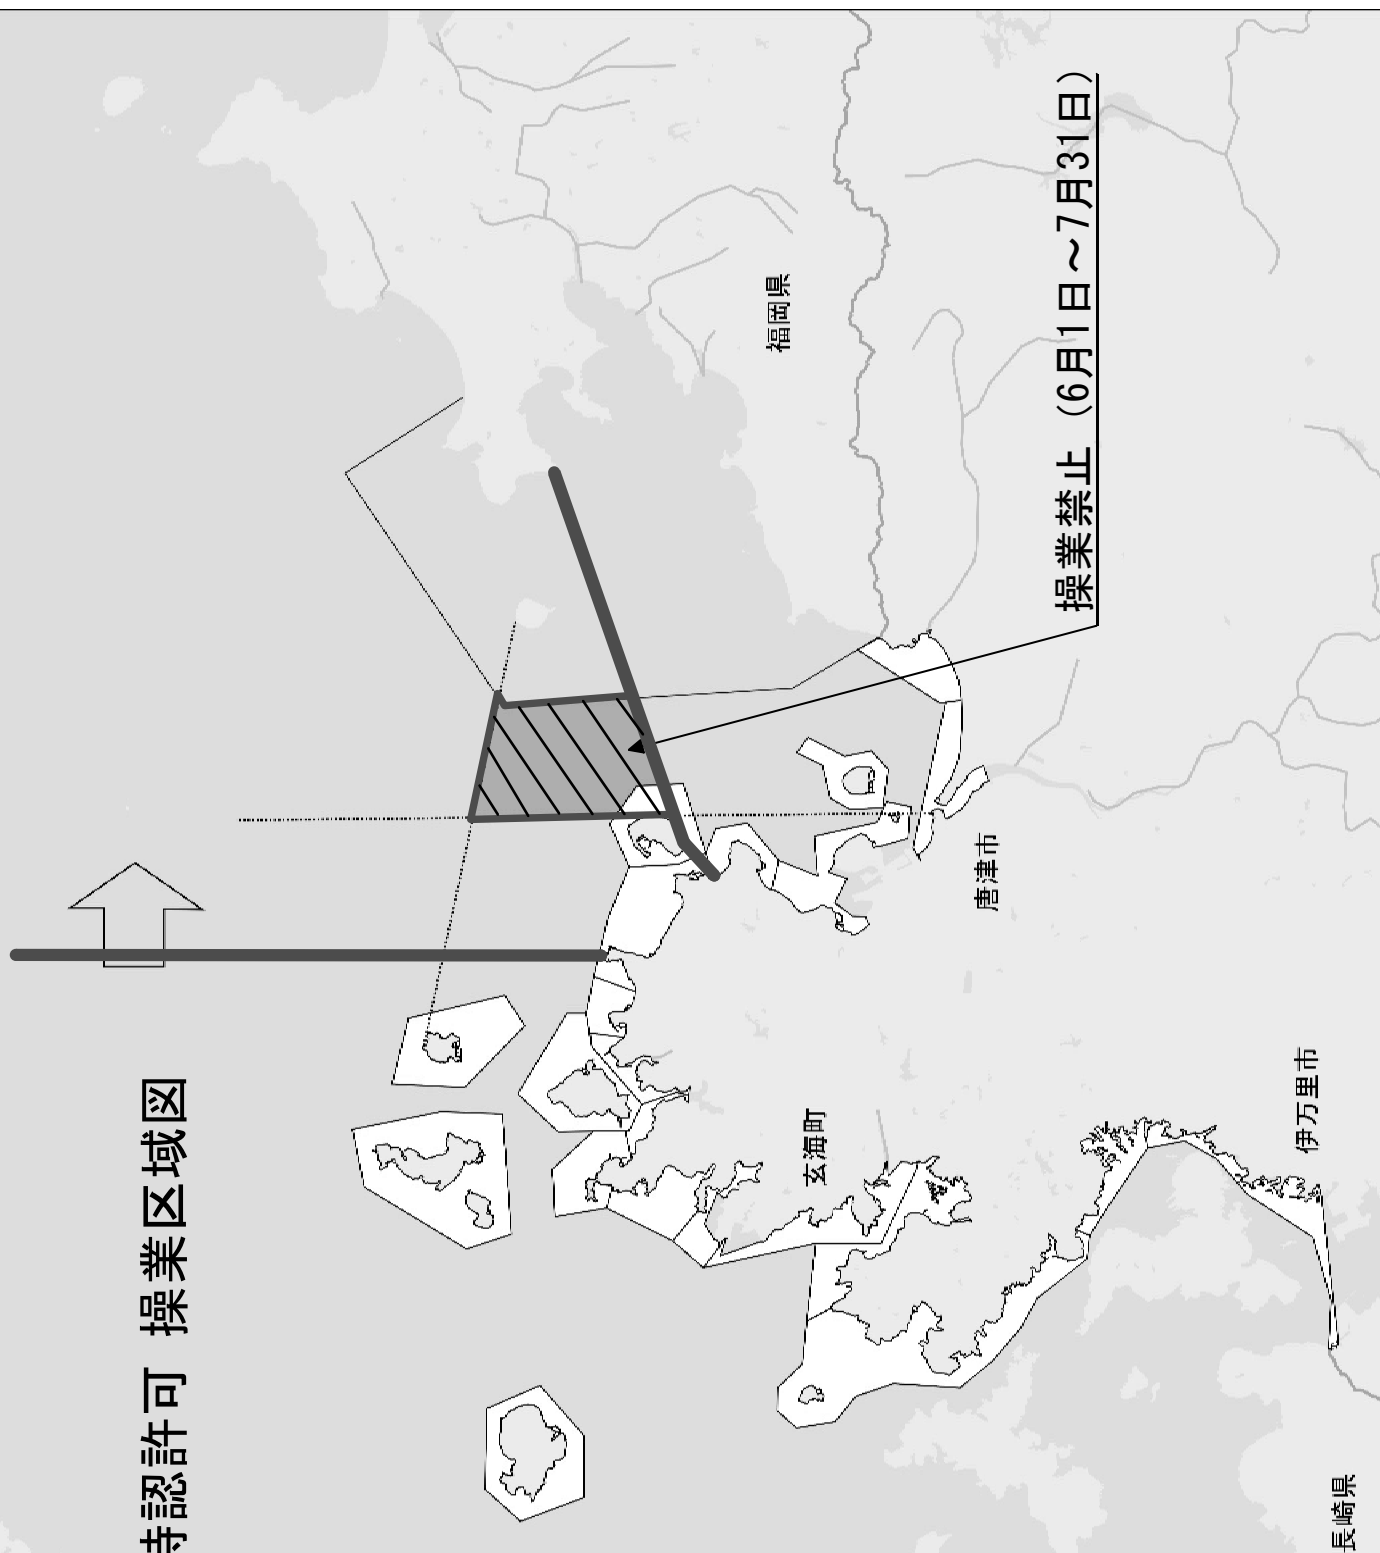 特認許可 操業区域図
操業禁止（6月1日～7月31日）
福岡県
唐津市
玄海町
伊万里市
長崎県